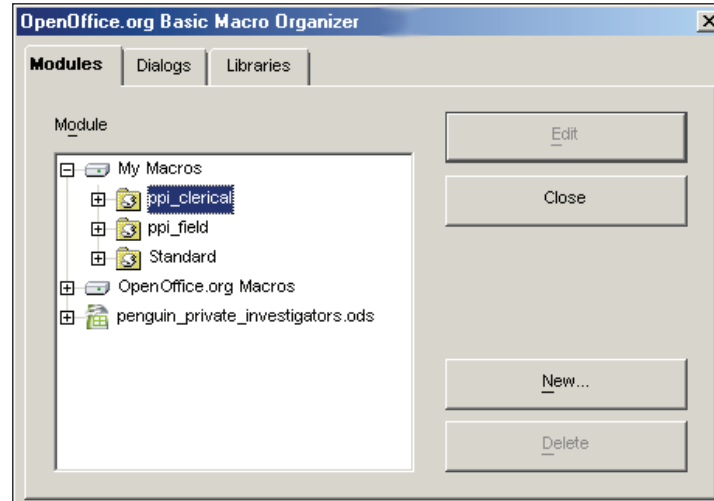 OpenOffice.org Basic Macro Organizer
Modules
Dialogs
Libraries
Module
My Macros
ppi_clerical
ppi_field
Standard
OpenOffice.org Macros
penguin_private_investigators.ods
Edit
Close
New...
Delete